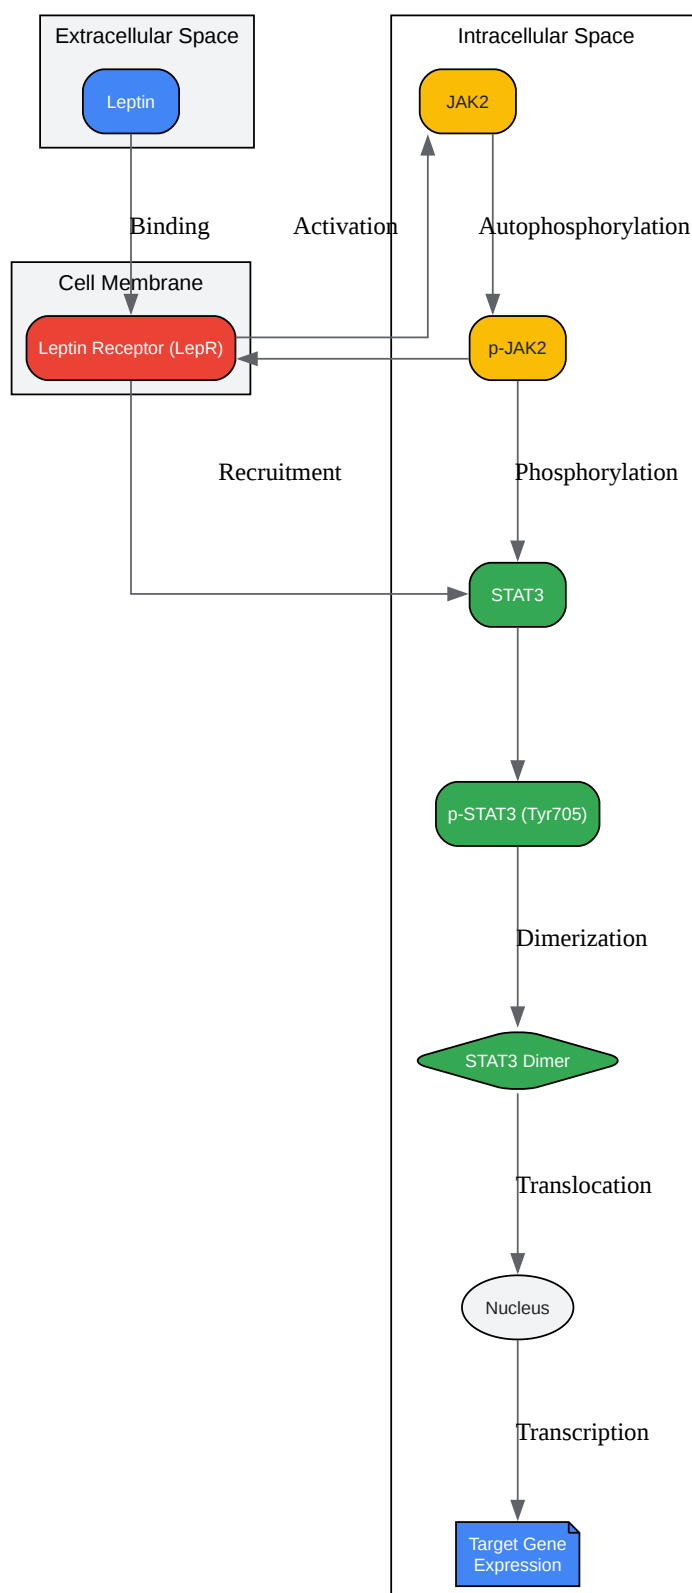 Extracellular Space
Intracellular Space
Leptin
JAK2
Binding
Activation
Autophosphorylation
Cell Membrane
Leptin Receptor (LepR)
p-JAK2
Recruitment
Phosphorylation
STAT3
p-STAT3 (Tyr705)
Dimerization
STAT3 Dimer
Translocation
Nucleus
Transcription
Target Gene
Expression